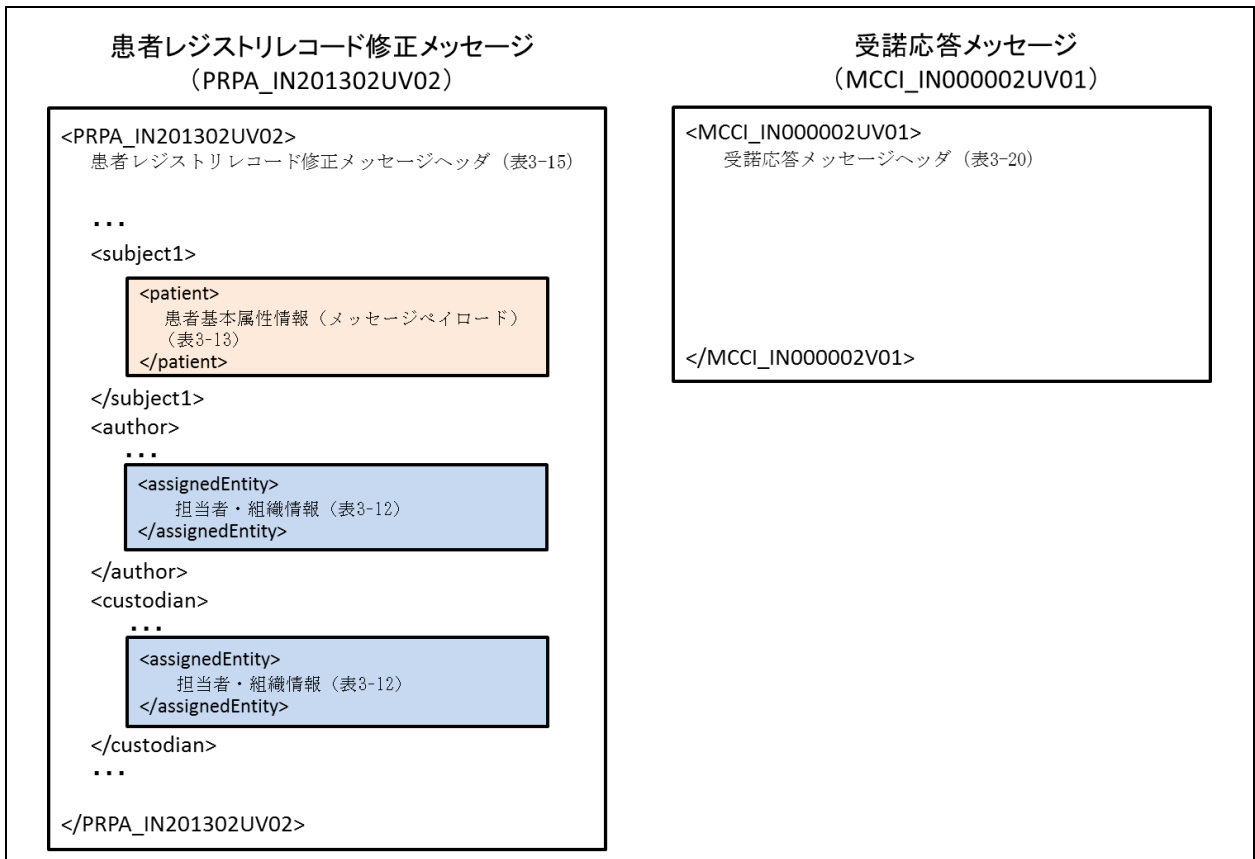 患者レジストリレコード修正メッセージ
（PRPA_IN201302UV02）
<PRPA_IN201302UV02>
患者レジストリレコード修正メッセージヘッダ（表3-15）
...
<subject1>
<patient>
患者基本属性情報（メッセージペイロード）
（表3-13）
</patient>
</subject1>
<author>
...
<assignedEntity>
担当者・組織情報（表3-12）
</assignedEntity>
</author>
<custodian>
...
<assignedEntity>
担当者・組織情報（表3-12）
</assignedEntity>
</custodian>
...
</PRPA_IN201302UV02>
受諾応答メッセージ
（MCCI_IN000002UV01）
<MCCI_IN000002UV01>
受諾応答メッセージヘッダ（表3-20）
</MCCI_IN000002V01>